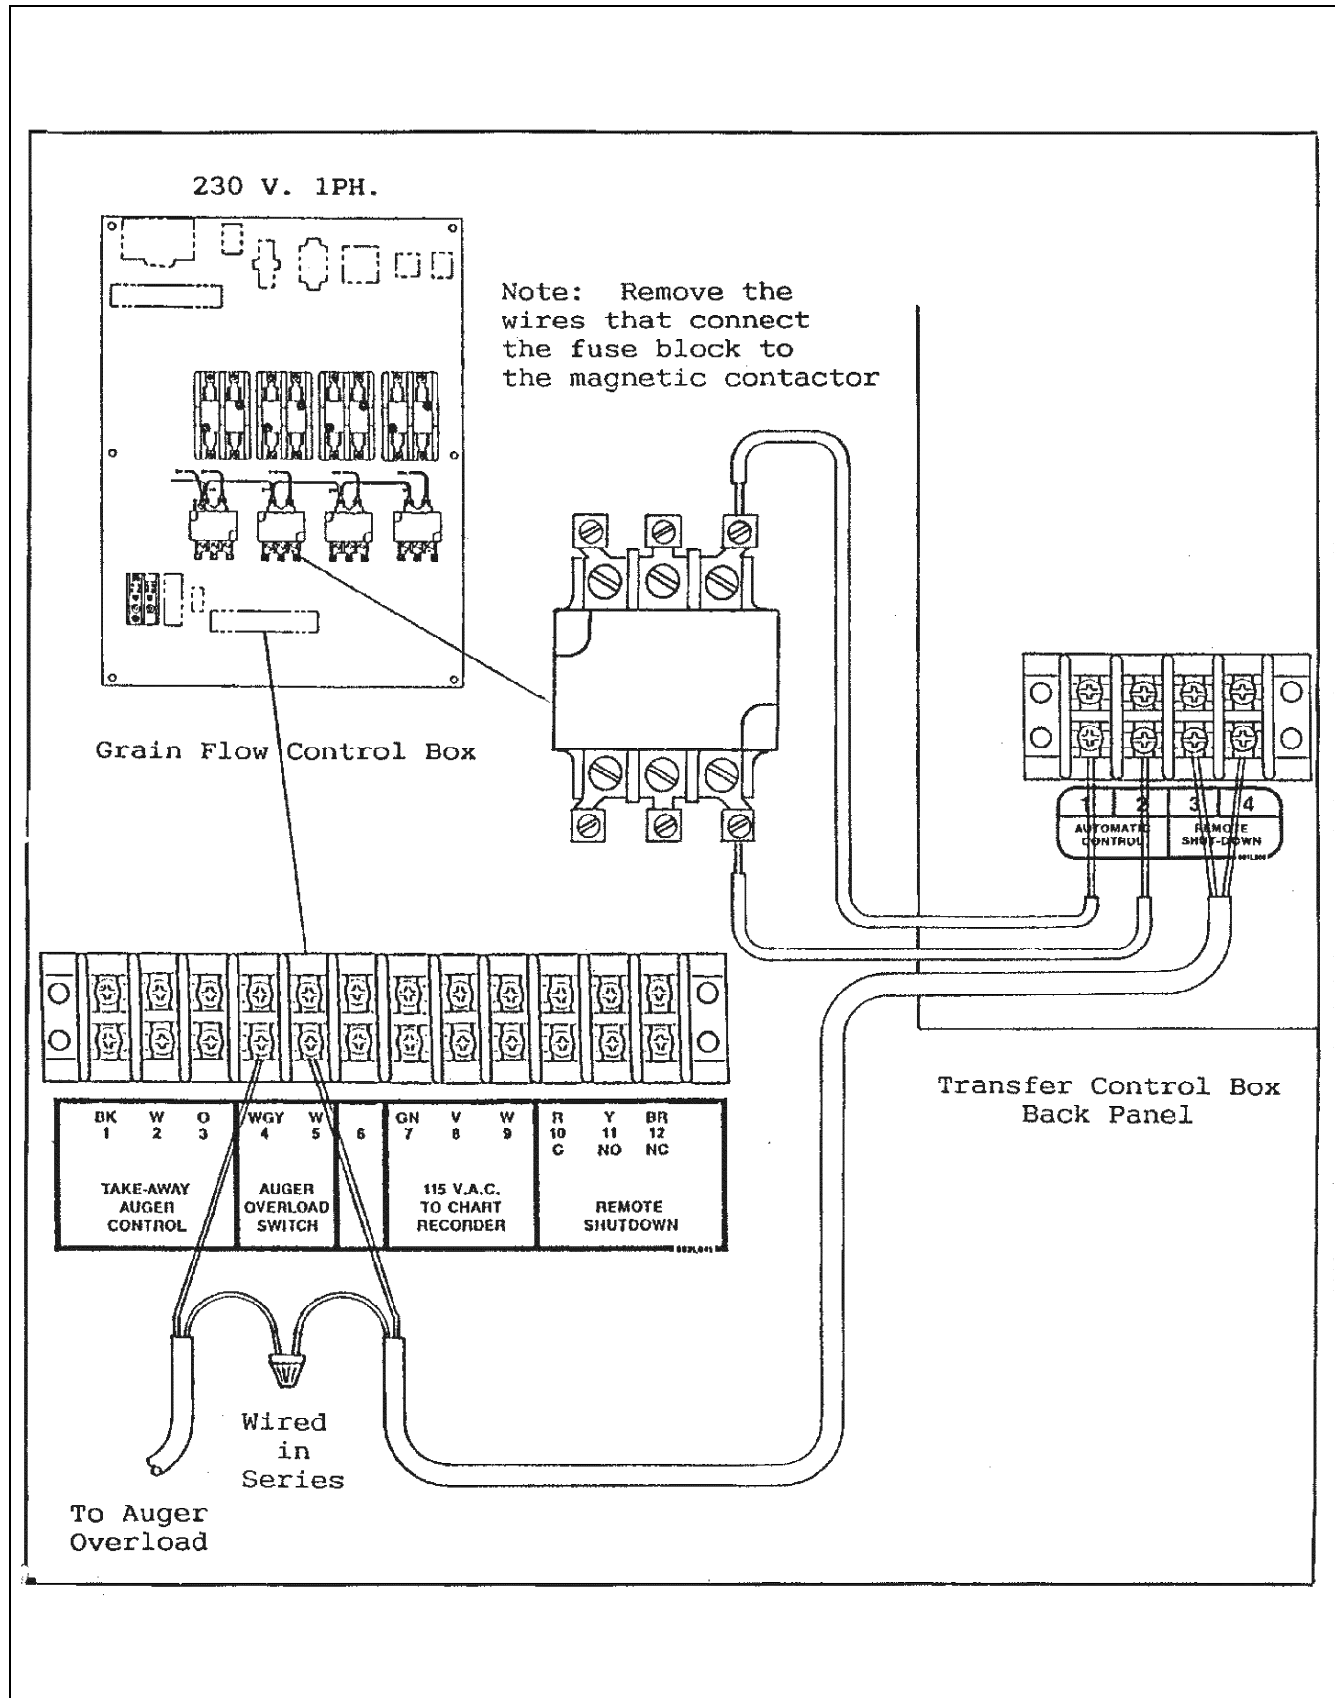 230 V. 1PH.
Note: Remove the
wires that connect
the fuse block to
the magnetic contactor
Grain Flow Control Box
1 2 3 4
AUTOMATIC CONTROL
REMOTE SHUT-DOWN
Transfer Control Box
Back Panel
BK W O WGY W GN V W R Y BR
1 2 3 4 5 6 7 8 9 10 11 12
C NO NC
TAKE-AWAY
AUGER
CONTROL
AUGER
OVERLOAD
SWITCH
115 V.A.C.
TO CHART
RECORDER
REMOTE
SHUTDOWN
Wired
in
Series
To Auger
Overload